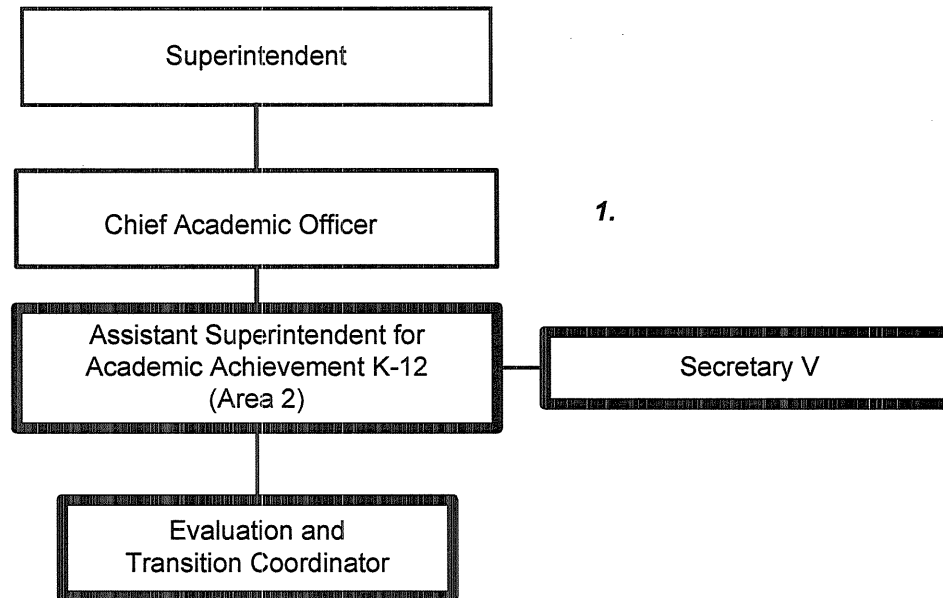 Superintendent
Chief Academic Officer
1.
Assistant Superintendent for
Academic Achievement K-12
(Area 2)
Secretary V
Evaluation and
Transition Coordinator